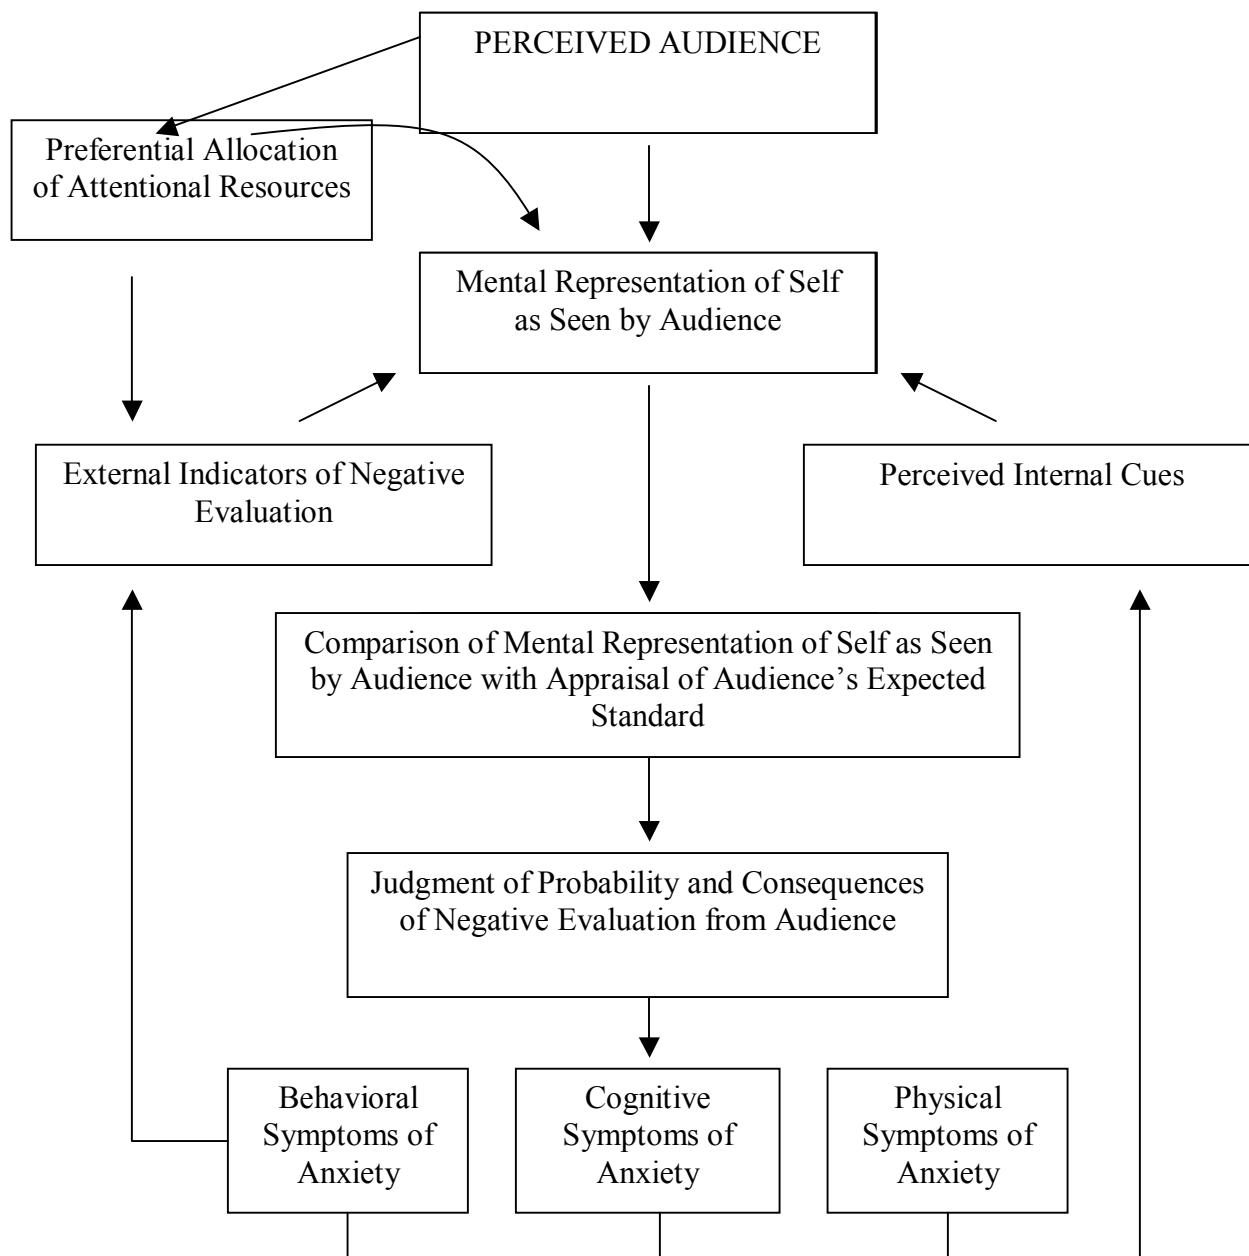 PERCEIVED AUDIENCE
Preferential Allocation
of Attentional Resources
Mental Representation of Self
as Seen by Audience
External Indicators of Negative
Evaluation
Perceived Internal Cues
Comparison of Mental Representation of Self as Seen
by Audience with Appraisal of Audience’s Expected
Standard
Judgment of Probability and Consequences
of Negative Evaluation from Audience
Behavioral
Symptoms of
Anxiety
Cognitive
Symptoms of
Anxiety
Physical
Symptoms of
Anxiety